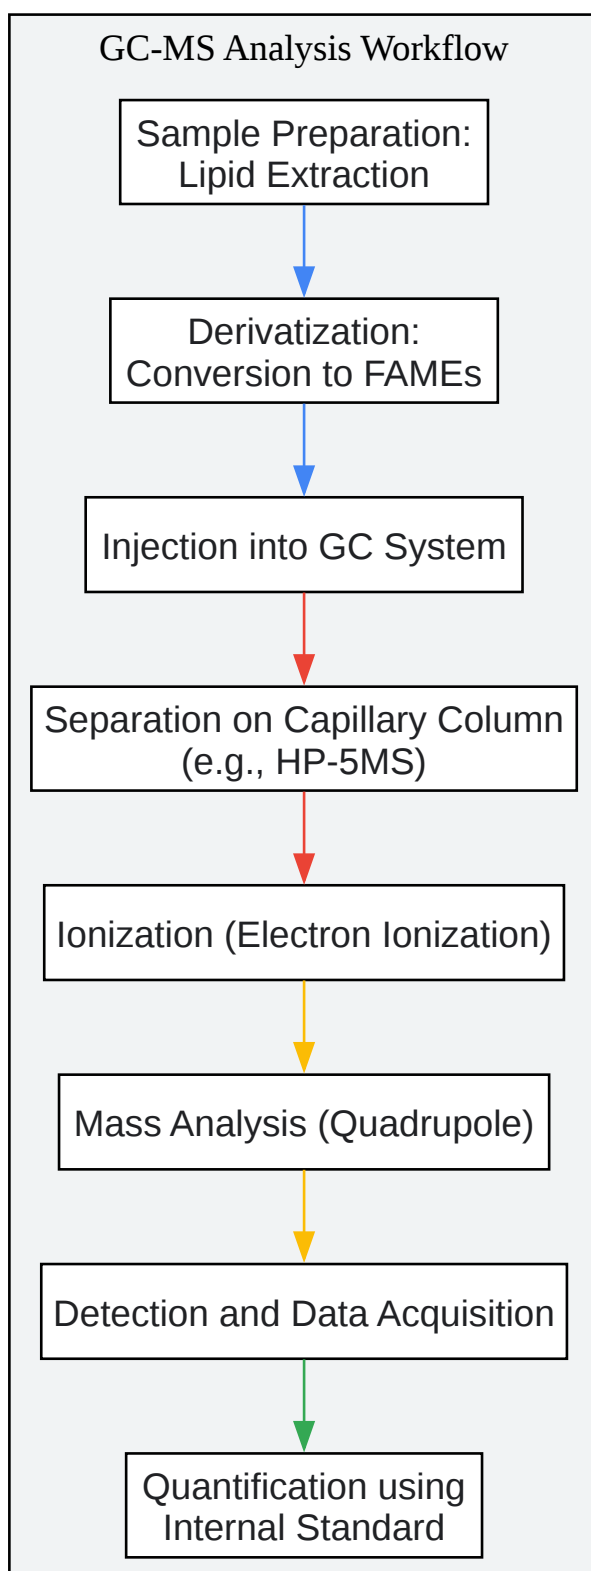 GC-MS Analysis Workflow
Sample Preparation:
Lipid Extraction
Derivatization:
Conversion to FAMEs
Injection into GC System
Separation on Capillary Column
(e.g., HP-5MS)
Ionization (Electron Ionization)
Mass Analysis (Quadrupole)
Detection and Data Acquisition
Quantification using
Internal Standard